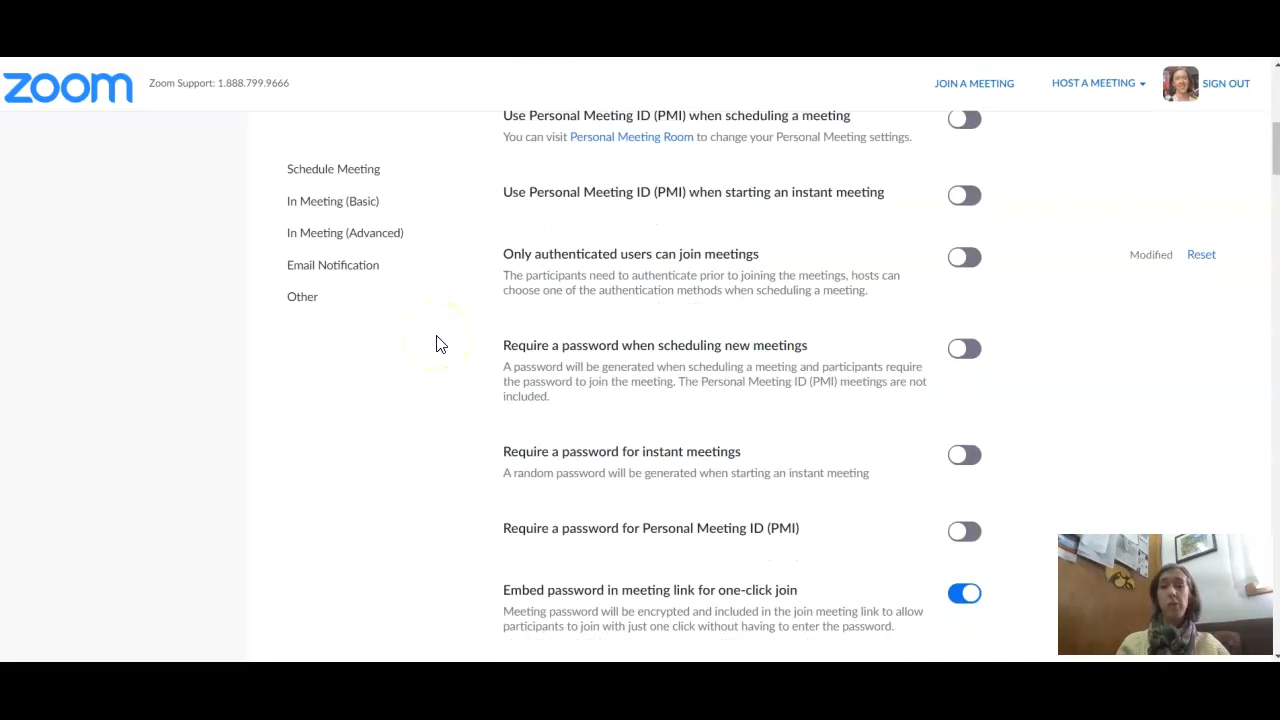 zoom
Zoom Support: 1.888.799.9666
JOIN A MEETING
HOST A MEETING
SIGN OUT
Schedule Meeting
In Meeting (Basic)
In Meeting (Advanced)
Email Notification
Other
Use Personal Meeting ID (PMI) when scheduling a meeting
You can visit Personal Meeting Room to change your Personal Meeting settings.
Use Personal Meeting ID (PMI) when starting an instant meeting
Only authenticated users can join meetings
Modified
Reset
The participants need to authenticate prior to joining the meetings, hosts can
choose one of the authentication methods when scheduling a meeting.
Require a password when scheduling new meetings
A password will be generated when scheduling a meeting and participants require
the password to join the meeting. The Personal Meeting ID (PMI) meetings are not
included.
Require a password for instant meetings
A random password will be generated when starting an instant meeting
Require a password for Personal Meeting ID (PMI)
Embed password in meeting link for one-click join
Meeting password will be encrypted and included in the join meeting link to allow
participants to join with just one click without having to enter the password.